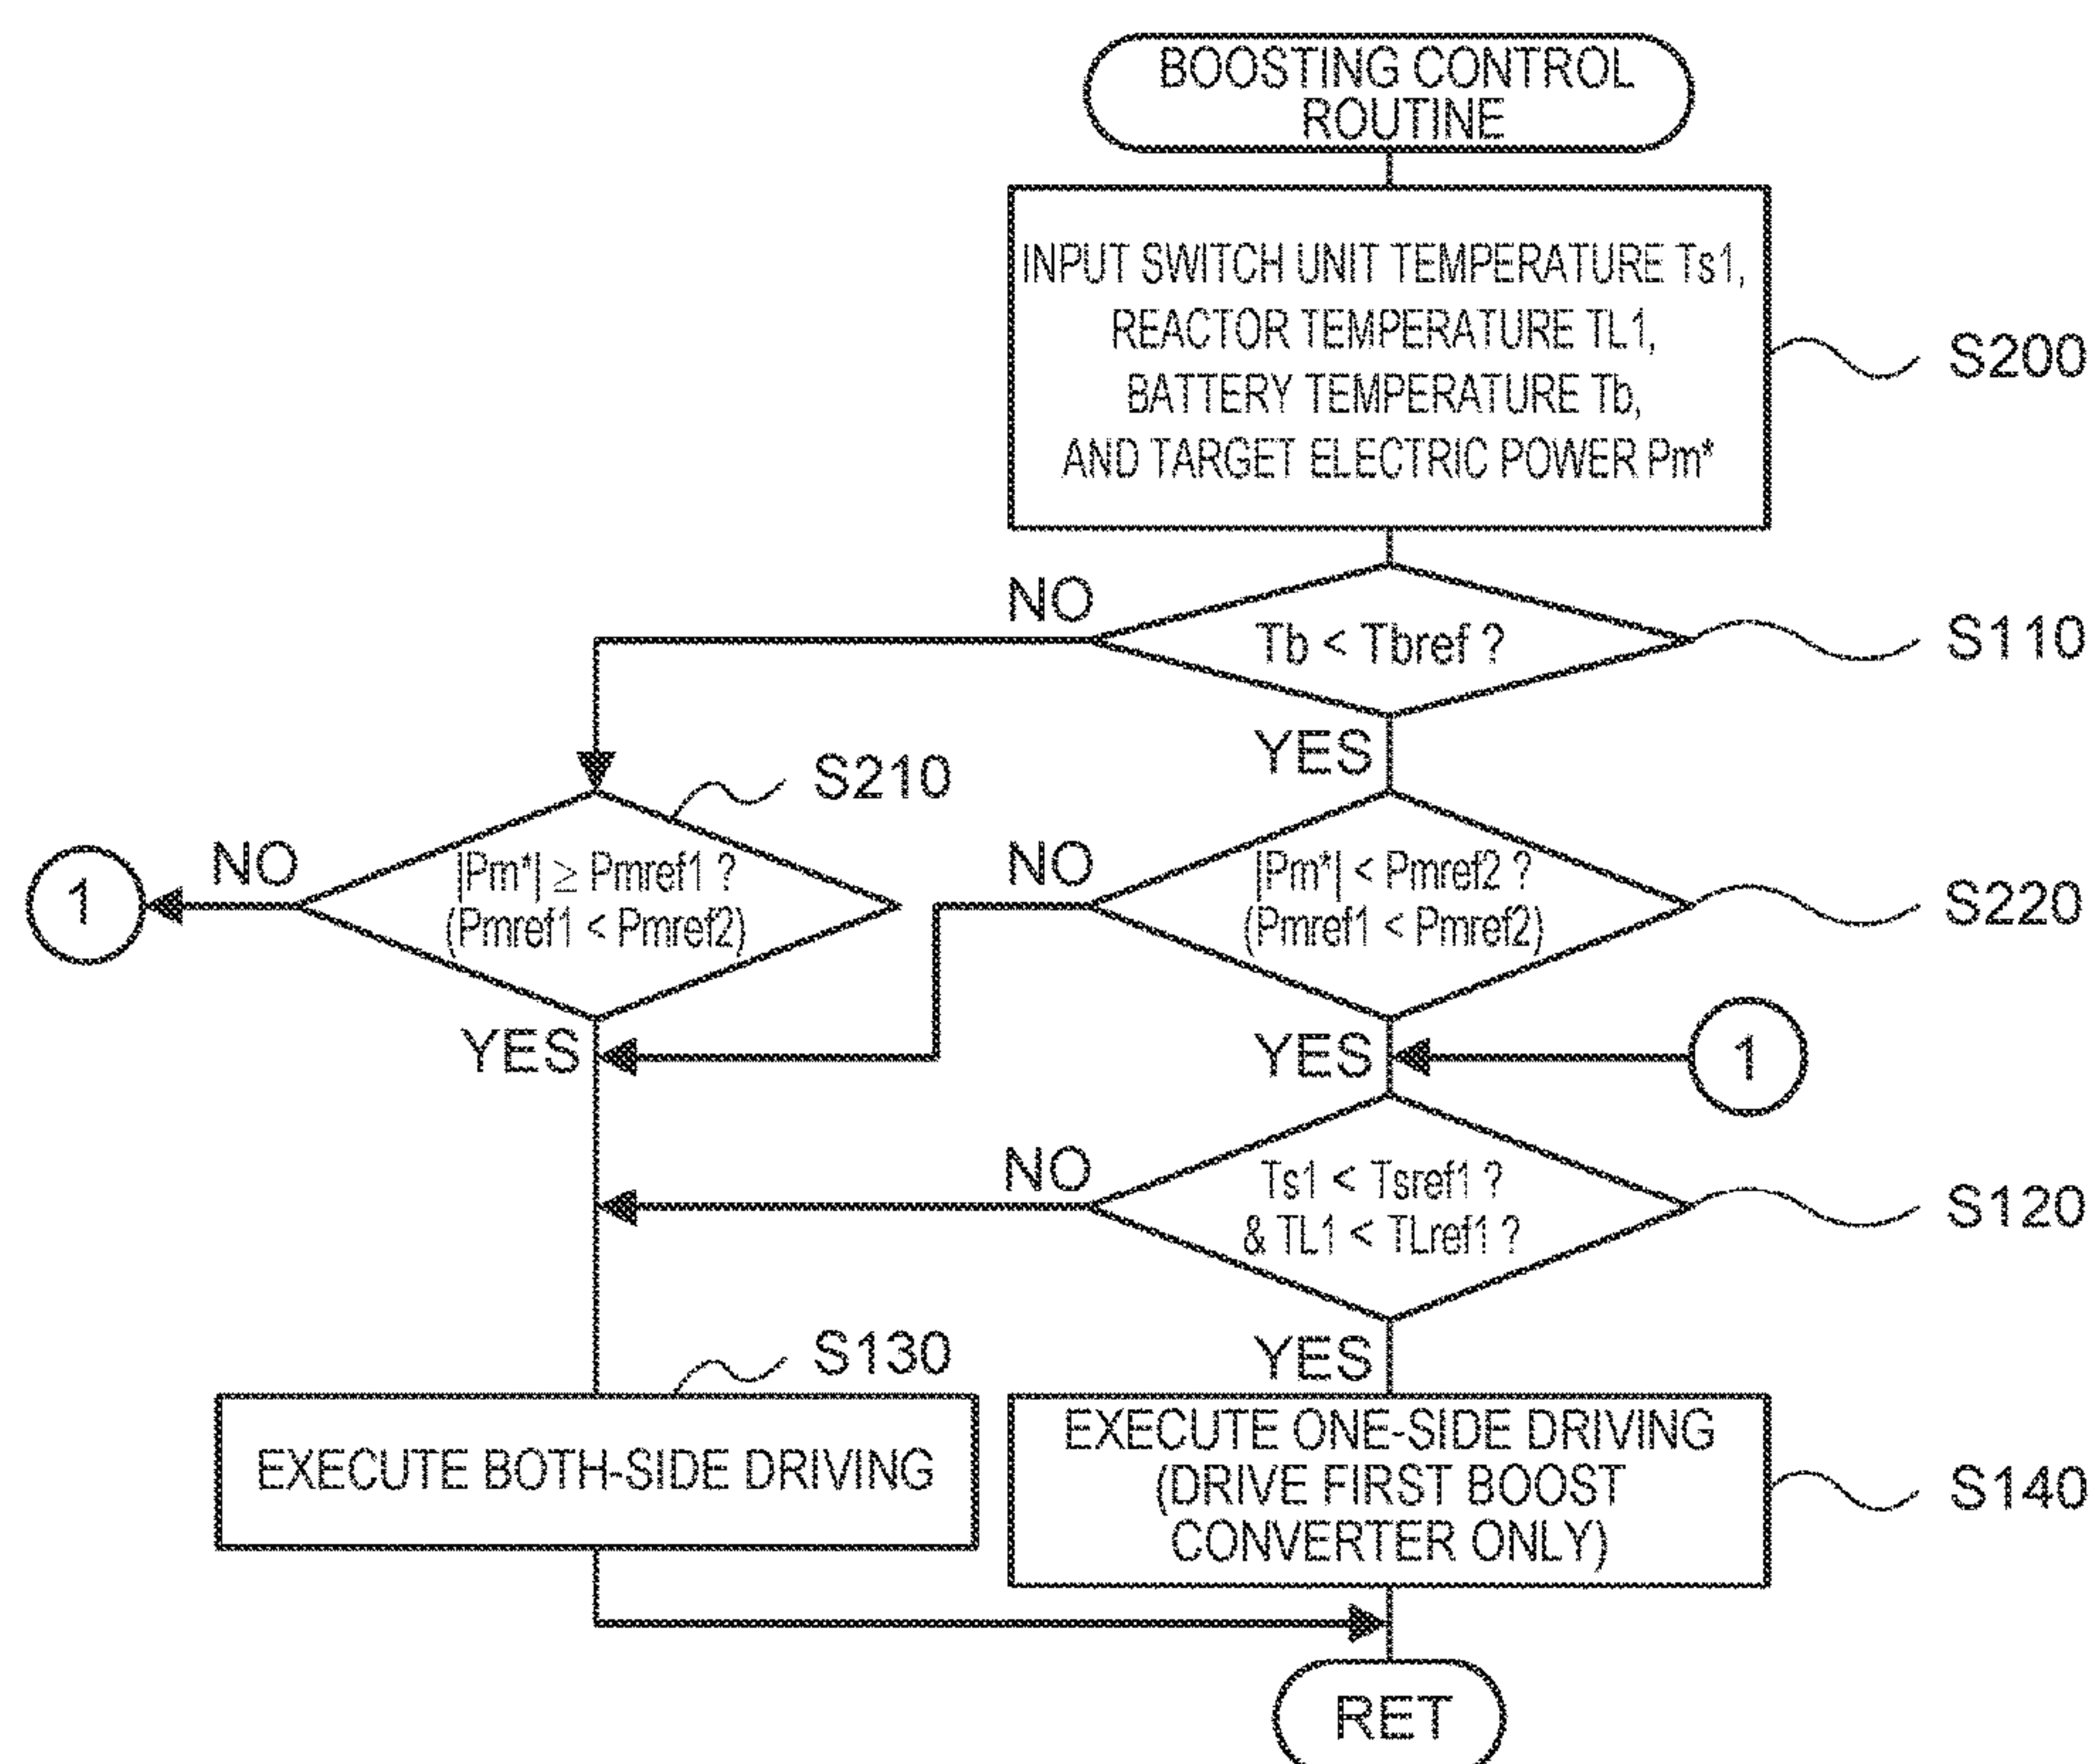 BOOSTING CONTROL
ROUTINE
INPUT SWITCH UNIT TEMPERATURE Ts1,
REACTOR TEMPERATURE TL1,
BATTERY TEMPERATURE Tb,
AND TARGET ELECTRIC POWER Pm*
S200
NO
Tb < Tbref ?
S110
YES
S210
NO
|Pm*| ≥ Pmref1 ?
(Pmref1 < Pmref2)
1
YES
NO
|Pm*| < Pmref2 ?
(Pmref1 < Pmref2)
S220
YES
1
NO
Ts1 < Tsref1 ?
& TL1 < TLref1 ?
S120
YES
S130
EXECUTE BOTH-SIDE DRIVING
EXECUTE ONE-SIDE DRIVING
(DRIVE FIRST BOOST
CONVERTER ONLY)
S140
RET